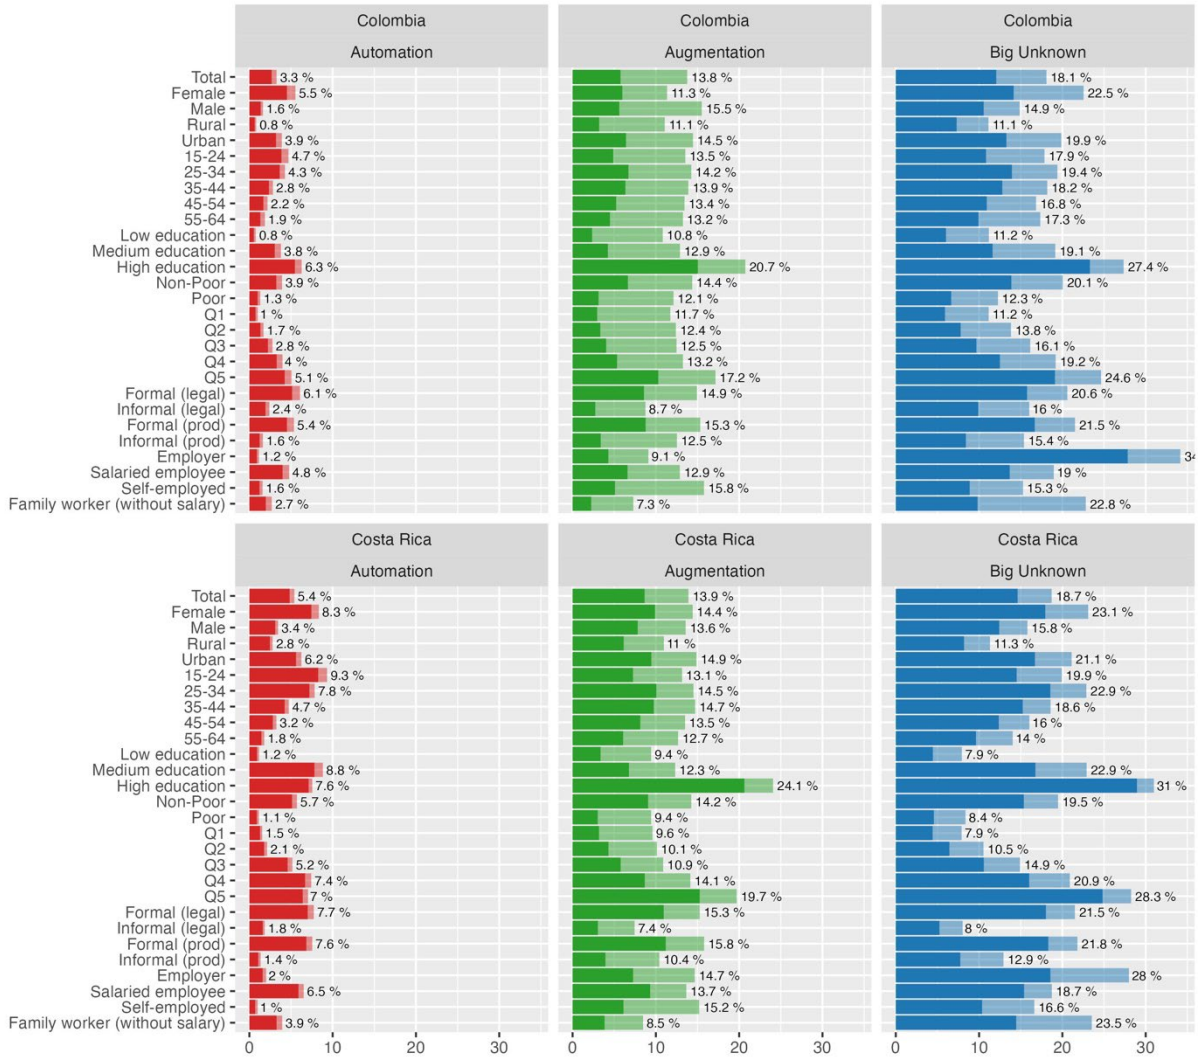 Colombia Colombia Colombia
Automation Augmentation Big Unknown
Total 3.3 % 13.8 % 18.1 %
Female 5.5 % 11.3 % 22.5 %
Male 1.6 % 15.5 % 14.9 %
Rural 0.8 % 11.1 % 11.1 %
Urban 3.9 % 14.5 % 19.9 %
15-24 4.7 % 13.5 % 17.9 %
25-34 4.3 % 14.2 % 19.4 %
35-44 2.8 % 13.9 % 18.2 %
45-54 2.2 % 13.4 % 16.8 %
55-64 1.9 % 13.2 % 17.3 %
Low education 0.8 % 10.8 % 11.2 %
Medium education 3.8 % 12.9 % 19.1 %
High education 6.3 % 20.7 % 27.4 %
Non-Poor 3.9 % 14.4 % 20.1 %
Poor 1.3 % 12.1 % 12.3 %
Q1 1 % 11.7 % 11.2 %
Q2 1.7 % 12.4 % 13.8 %
Q3 2.8 % 12.5 % 16.1 %
Q4 4 % 13.2 % 19.2 %
Q5 5.1 % 17.2 % 24.6 %
Formal (legal) 6.1 % 14.9 % 20.6 %
Informal (legal) 2.4 % 8.7 % 16 %
Formal (prod) 5.4 % 15.3 % 21.5 %
Informal (prod) 1.6 % 12.5 % 15.4 %
Employer 1.2 % 9.1 %
Salaried employee 4.8 % 12.9 % 19 %
Self-employed 1.6 % 15.8 % 15.3 %
Family worker (without salary) 2.7 % 7.3 % 22.8 %
Costa Rica Costa Rica Costa Rica
Automation Augmentation Big Unknown
Total 5.4 % 13.9 % 18.7 %
Female 8.3 % 14.4 % 23.1 %
Male 3.4 % 13.6 % 15.8 %
Rural 2.8 % 11 % 11.3 %
Urban 6.2 % 14.9 % 21.1 %
15-24 9.3 % 13.1 % 19.9 %
25-34 7.8 % 14.5 % 22.9 %
35-44 4.7 % 14.7 % 18.6 %
45-54 3.2 % 13.5 % 16 %
55-64 1.8 % 12.7 % 14 %
Low education 1.2 % 9.4 % 7.9 %
Medium education 8.8 % 12.3 % 22.9 %
High education 7.6 % 24.1 % 31 %
Non-Poor 5.7 % 14.2 % 19.5 %
Poor 1.1 % 9.4 % 8.4 %
Q1 1.5 % 9.6 % 7.9 %
Q2 2.1 % 10.1 % 10.5 %
Q3 5.2 % 10.9 % 14.9 %
Q4 7.4 % 14.1 % 20.9 %
Q5 7 % 19.7 % 28.3 %
Formal (legal) 7.7 % 15.3 % 21.5 %
Informal (legal) 1.8 % 7.4 % 8 %
Formal (prod) 7.6 % 15.8 % 21.8 %
Informal (prod) 1.4 % 10.4 % 12.9 %
Employer 2 % 14.7 % 28 %
Salaried employee 6.5 % 13.7 % 18.7 %
Self-employed 1 % 15.2 % 16.6 %
Family worker (without salary) 3.9 % 8.5 % 23.5 %
0 10 20 30 0 10 20 30 0 10 20 30